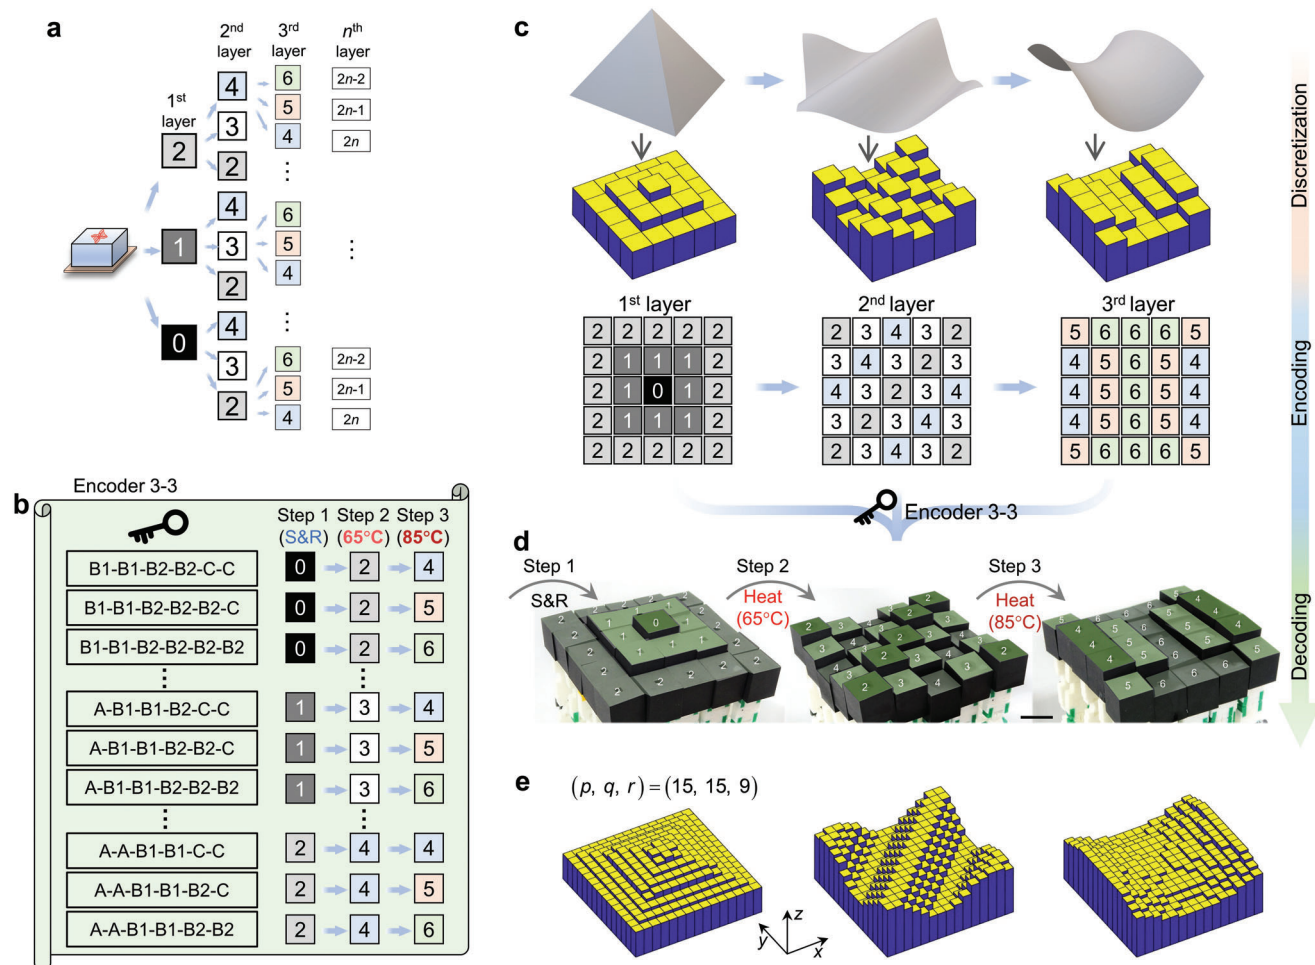 a
1st layer
2nd layer
3rd layer
nth layer
2 4 6 2n-2
3 5 2n-1
2 4 2n
1 4 6
3 5
2 4
0 4
3 6 2n-2
2 5 2n-1
4 2n
b
Encoder 3-3
Step 1 Step 2 Step 3
(S&R) (65°C) (85°C)
B1-B1-B2-B2-C-C 0 2 4
B1-B1-B2-B2-B2-C 0 2 5
B1-B1-B2-B2-B2-B2 0 2 6
A-B1-B1-B2-C-C 1 3 4
A-B1-B1-B2-B2-C 1 3 5
A-B1-B1-B2-B2-B2 1 3 6
A-A-B1-B1-C-C 2 4 4
A-A-B1-B1-B2-C 2 4 5
A-A-B1-B1-B2-B2 2 4 6
c
1st layer
2 2 2 2 2
2 1 1 1 2
2 1 0 1 2
2 1 1 1 2
2 2 2 2 2
2nd layer
2 3 4 3 2
3 4 3 2 3
4 3 2 3 4
3 2 3 4 3
2 3 4 3 2
3rd layer
5 6 6 6 5
4 5 6 5 4
4 5 6 5 4
4 5 6 5 4
5 6 6 6 5
Encoder 3-3
Discretization
Encoding
Decoding
d
Step 1
S&R
Step 2
Heat
(65°C)
Step 3
Heat
(85°C)
e
(p, q, r) = (15, 15, 9)
z
y
x